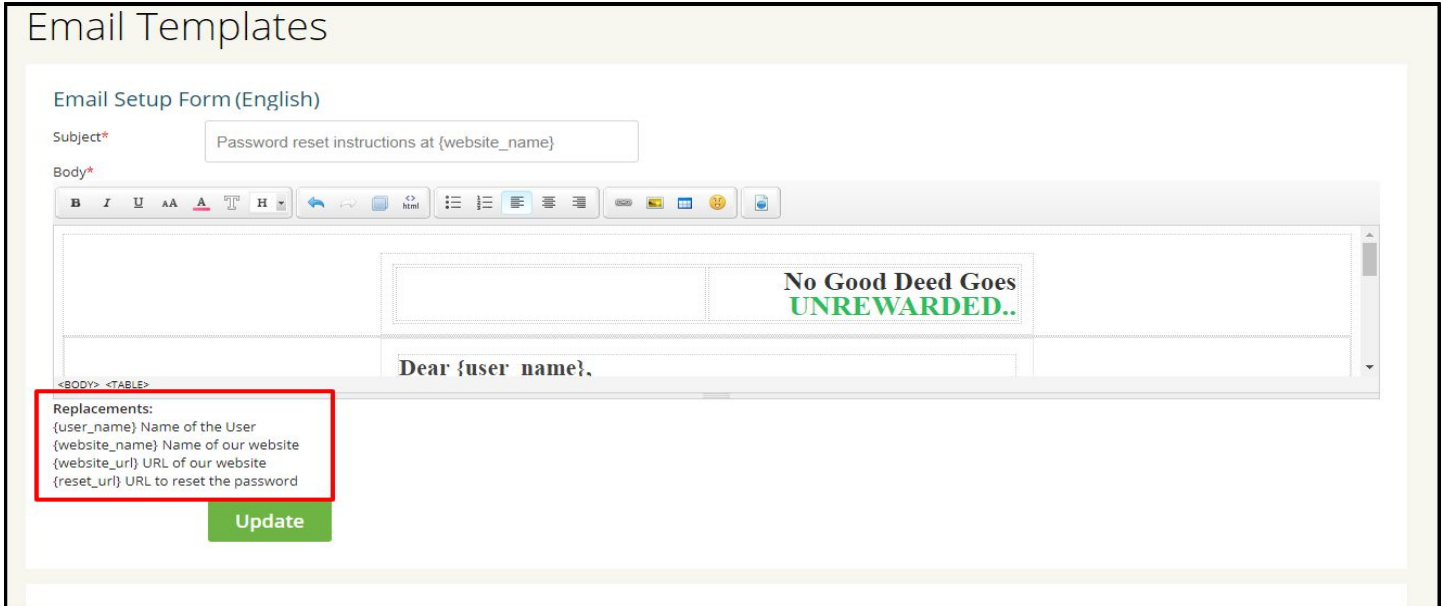 Email Templates
Email Setup Form (English)
Subject*
Password reset instructions at {website_name}
Body*
B I U AA A T H <> html
No Good Deed Goes
UNREWARDED..
Dear {user_name},
<BODY> <TABLE>
Replacements:
{user_name} Name of the User
{website_name} Name of our website
{website_url} URL of our website
{reset_url} URL to reset the password
Update